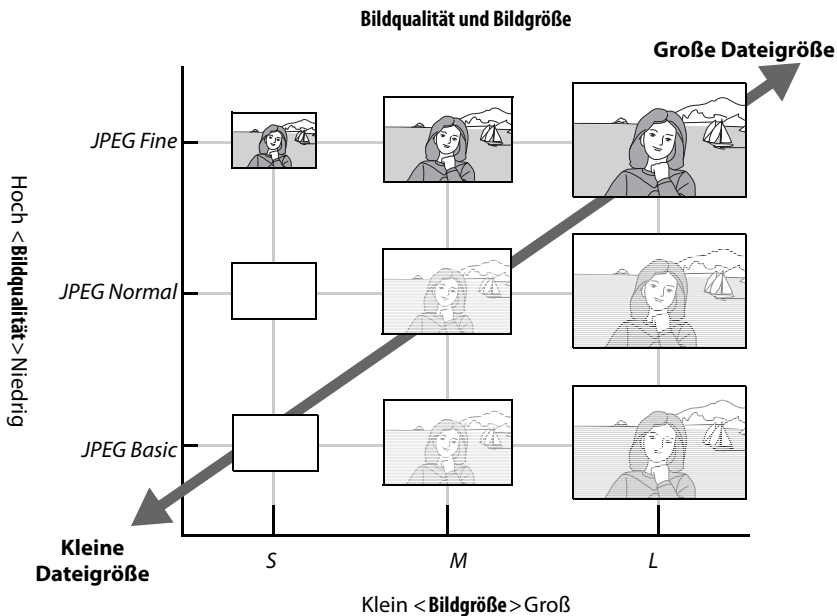 Bildqualität und Bildgröße
Große Dateigröße
JPEG Fine
JPEG Normal
JPEG Basic
Hoch < Bildqualität > Niedrig
Kleine
Dateigröße
S M L
Klein < Bildgröße > Groß